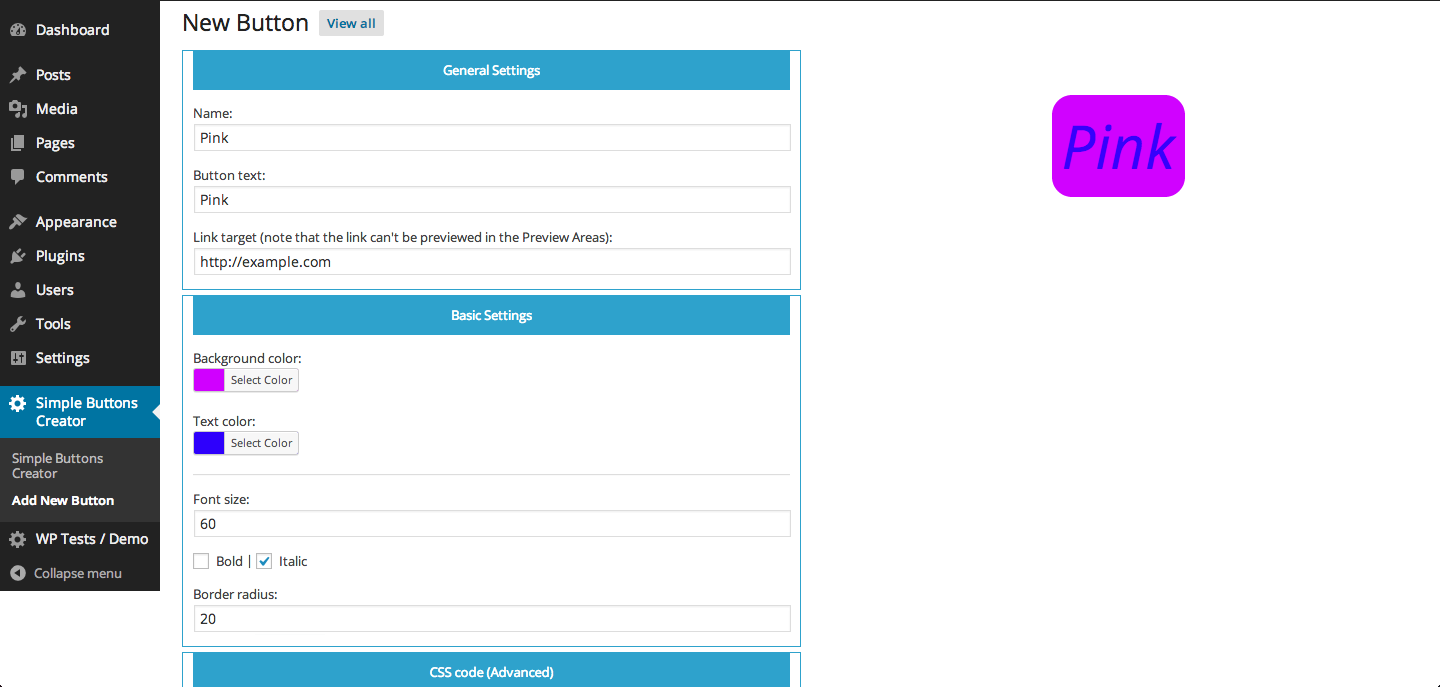 Dashboard
Posts
Media
Pages
Comments
Appearance
Plugins
Users
Tools
Settings
Simple Buttons
Creator
Simple Buttons
Creator
Add New Button
WP Tests / Demo
Collapse menu
New Button View all
General Settings
Name:
Pink
Button text:
Pink
Link target (note that the link can't be previewed in the Preview Areas):
http://example.com
Basic Settings
Background color:
Select Color
Text color:
Select Color
Font size:
60
Bold | Italic
Border radius:
20
CSS code (Advanced)
Pink